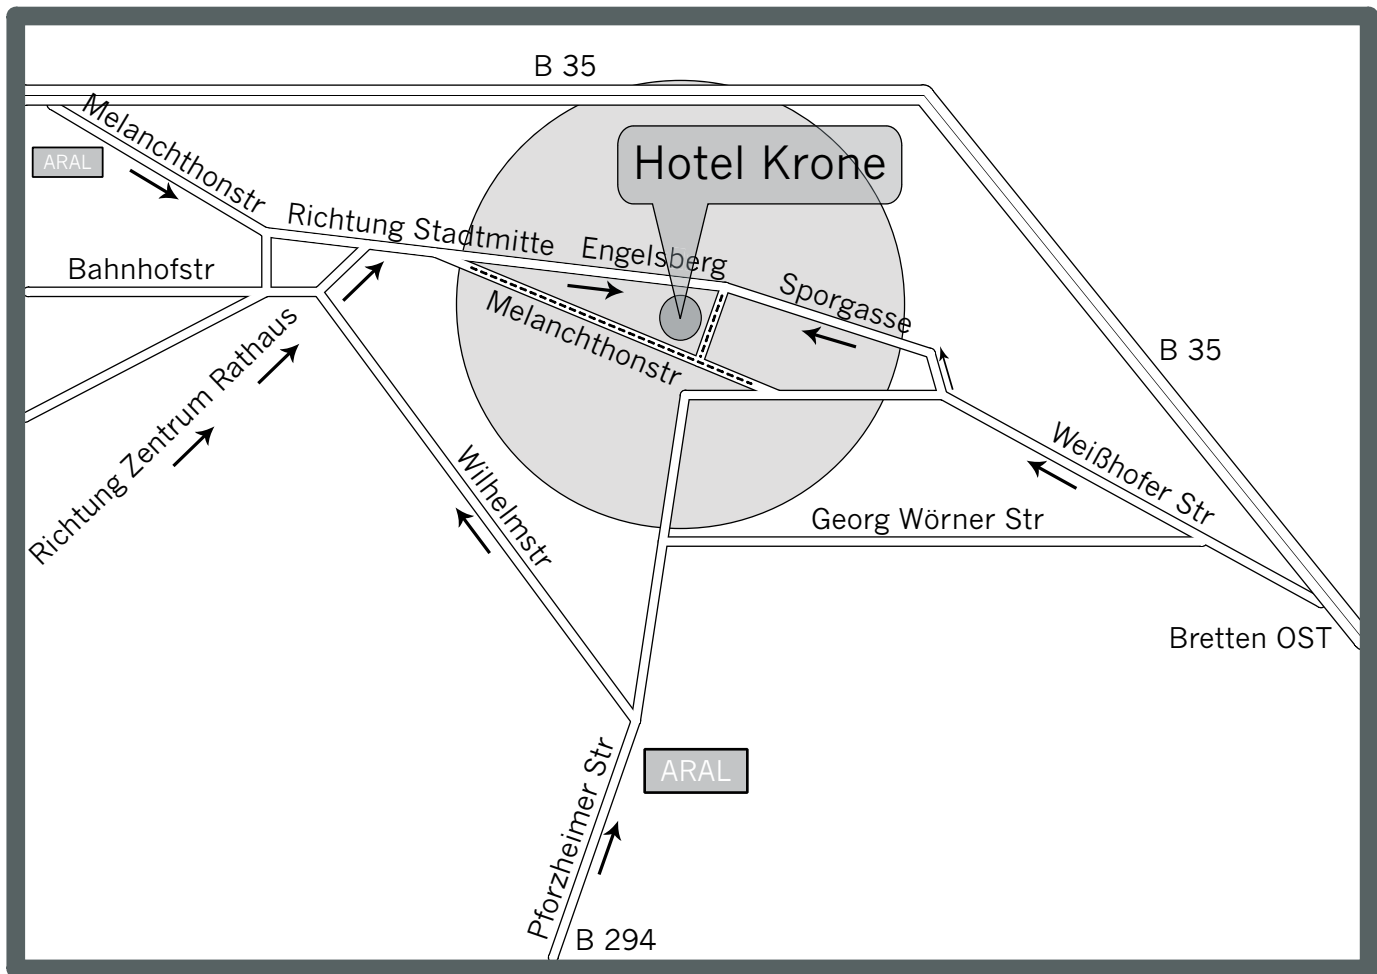 B 35
Melanchthonstr
ARAL
Hotel Krone
Richtung Stadtmitte
Engelsberg
Bahnhofstr
Sporgasse
Melanchthonstr
B 35
Richtung Zentrum Rathaus
Wilhelmstr
Weißhofer Str
Georg Wörner Str
Bretten OST
ARAL
Pforzheimer Str
B 294